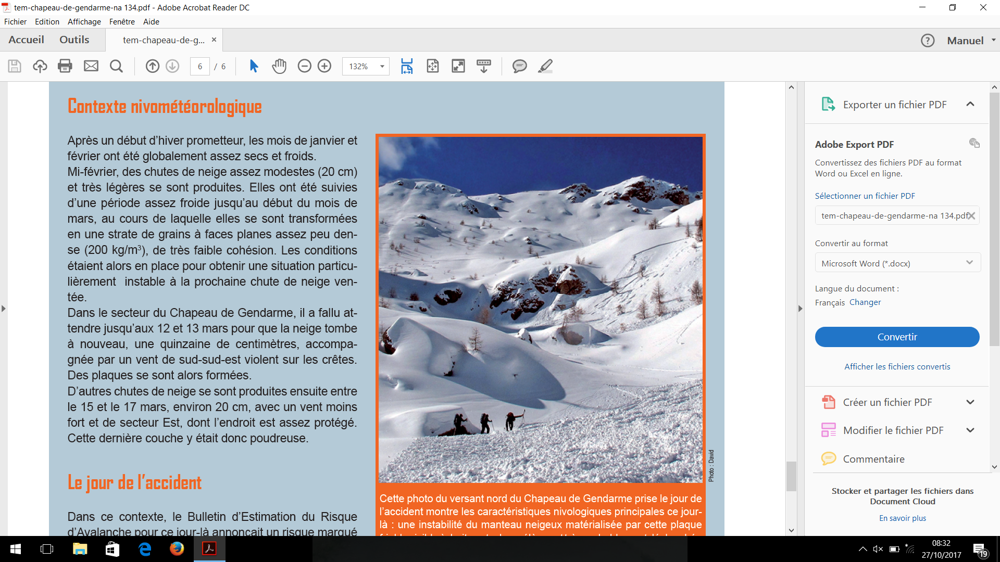 tem-chapeau-de-gendarme-na 134.pdf - Adobe Acrobat Reader DC
Fichier Edition Affichage Fenêtre Aide
Accueil Outils tem-chapeau-de-g... Manuel
6 / 6 132%
Contexte nivométéorologique
Après un début d’hiver prometteur, les mois de janvier et
février ont été globalement assez secs et froids.
Mi-février, des chutes de neige assez modestes (20 cm)
et très légères se sont produites. Elles ont été suivies
d’une période assez froide jusqu’au début du mois de
mars, au cours de laquelle elles se sont transformées
en une strate de grains à faces planes assez peu den-
se (200 kg/m³), de très faible cohésion. Les conditions
étaient alors en place pour obtenir une situation particu-
lièrement instable à la prochaine chute de neige ven-
tée.
Dans le secteur du Chapeau de Gendarme, il a fallu at-
tendre jusqu’aux 12 et 13 mars pour que la neige tombe
à nouveau, une quinzaine de centimètres, accompa-
gnée par un vent de sud-sud-est violent sur les crêtes.
Des plaques se sont alors formées.
D’autres chutes de neige se sont produites ensuite entre
le 15 et le 17 mars, environ 20 cm, avec un vent moins
fort et de secteur Est, dont l’endroit est assez protégé.
Cette dernière couche y était donc poudreuse.
Le jour de l’accident
Dans ce contexte, le Bulletin d’Estimation du Risque
d’Avalanche pour ce jour-là annonçait un risque marqué
Photo : David
Cette photo du versant nord du Chapeau de Gendarme prise le jour de
l’accident montre les caractéristiques nivologiques principales ce jour-
là : une instabilité du manteau neigeux matérialisée par cette plaque
Exporter un fichier PDF
Adobe Export PDF
Convertissez des fichiers PDF au format
Word ou Excel en ligne.
Sélectionner un fichier PDF
tem-chapeau-de-gendarme-na 134.pdf
Convertir au format
Microsoft Word (*.docx)
Langue du document :
Français Changer
Convertir
Afficher les fichiers convertis
Créer un fichier PDF
Modifier le fichier PDF
Commentaire
Stocker et partager les fichiers dans
Document Cloud
En savoir plus
08:32
27/10/2017
19